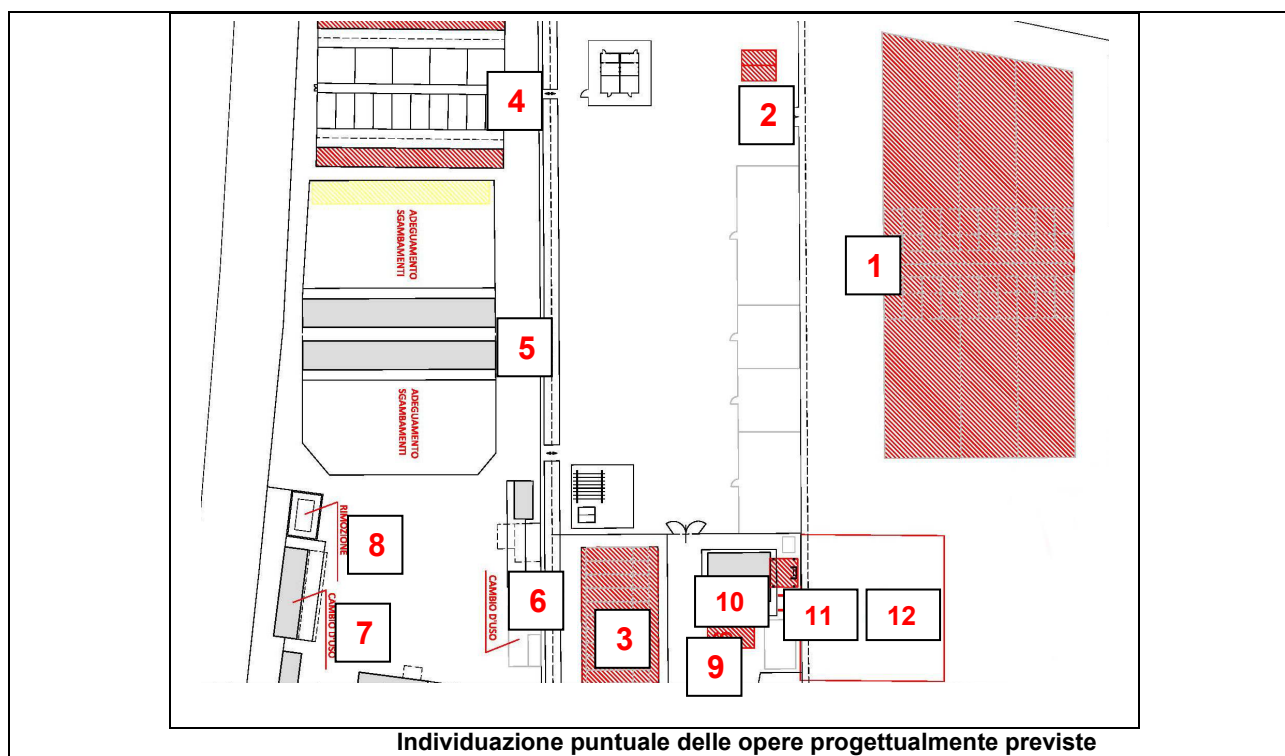 4
2
1
ADEGUAMENTO
SGAMBAMENTI
5
ADEGUAMENTO
SGAMBAMENTI
RIMOZIONE
8
CAMBIO D'USO
7
CAMBIO D'USO
6
3
10
11
12
9
Individuazione puntuale delle opere progettualmente previste